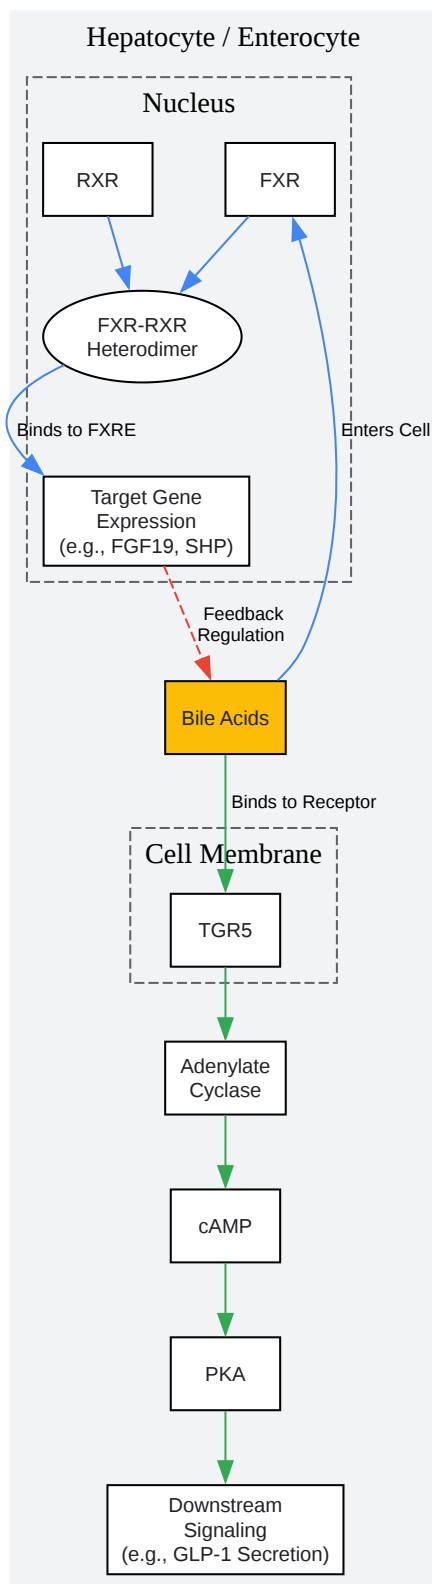 Hepatocyte / Enterocyte
Nucleus
RXR
FXR
FXR-RXR
Heterodimer
Binds to FXRE
Enters Cell
Target Gene
Expression
(e.g., FGF19, SHP)
Feedback
Regulation
Bile Acids
Binds to Receptor
Cell Membrane
TGR5
Adenylate
Cyclase
cAMP
PKA
Downstream
Signaling
(e.g., GLP-1 Secretion)